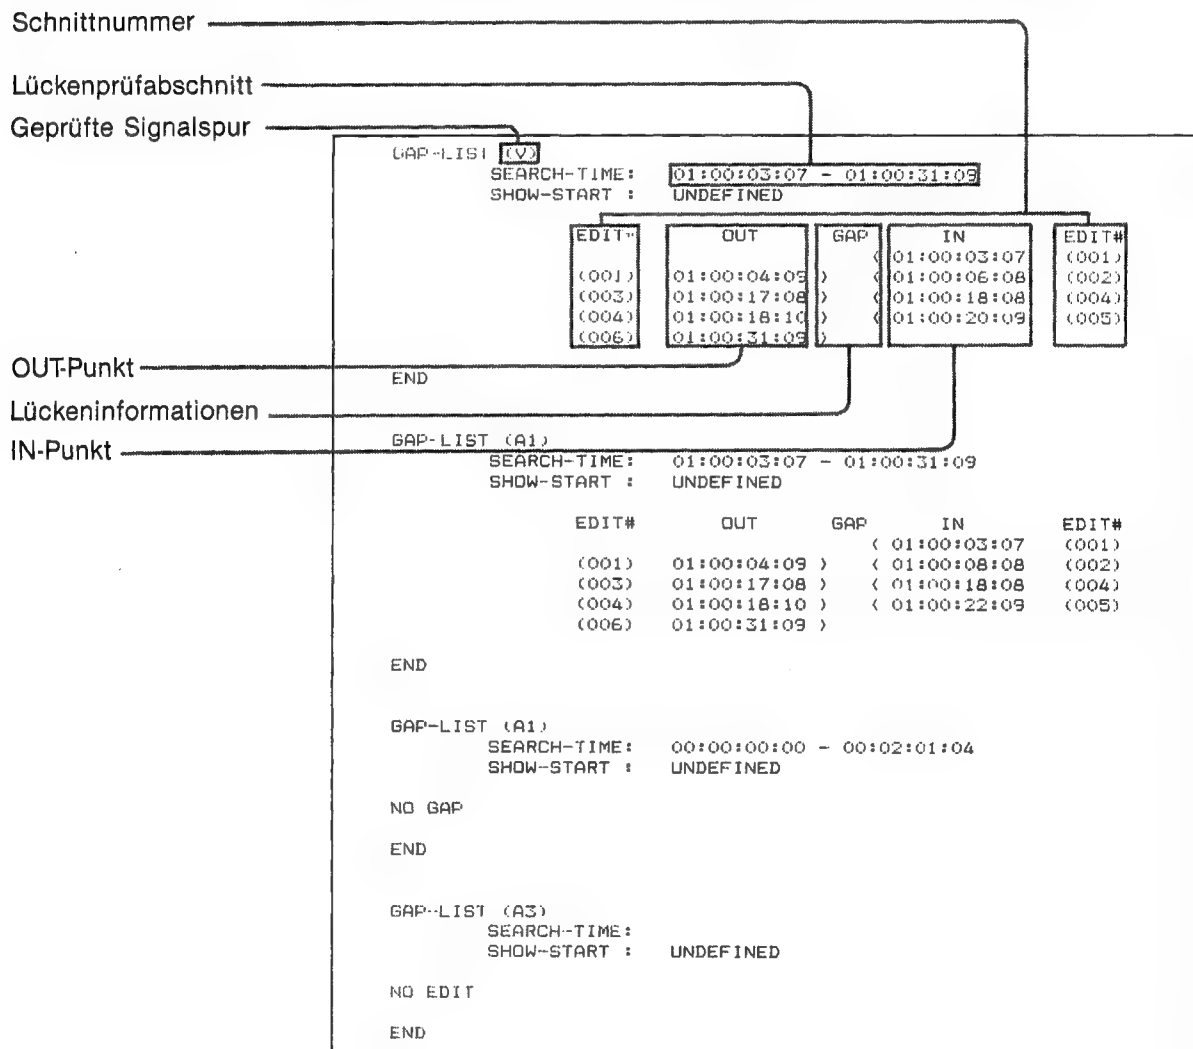 Schnittnummer
Lückenprüfabschnitt
Geprüfte Signalspur
GAP-LIST (V)
SEARCH-TIME: 01:00:03:07 - 01:00:31:09
SHOW-START : UNDEFINED
EDIT# OUT GAP IN EDIT#
( 01:00:03:07 (001)
(001) 01:00:04:09 ) ( 01:00:06:08 (002)
(003) 01:00:17:08 ) ( 01:00:18:08 (004)
(004) 01:00:18:10 ) ( 01:00:20:09 (005)
(006) 01:00:31:09 )
OUT-Punkt
END
Lückeninformationen
IN-Punkt
GAP-LIST (A1)
SEARCH-TIME: 01:00:03:07 - 01:00:31:09
SHOW-START : UNDEFINED
EDIT# OUT GAP IN EDIT#
( 01:00:03:07 (001)
(001) 01:00:04:09 ) ( 01:00:08:08 (002)
(003) 01:00:17:08 ) ( 01:00:18:08 (004)
(004) 01:00:18:10 ) ( 01:00:22:09 (005)
(006) 01:00:31:09 )
END
GAP-LIST (A1)
SEARCH-TIME: 00:00:00:00 - 00:02:01:04
SHOW-START : UNDEFINED
NO GAP
END
GAP-LIST (A3)
SEARCH-TIME:
SHOW-START : UNDEFINED
NO EDIT
END